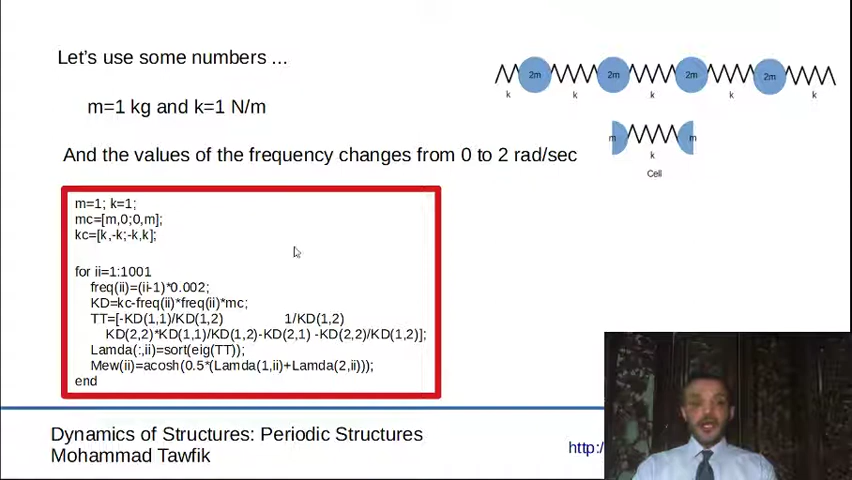 Let's use some numbers ...
m=1 kg and k=1 N/m
And the values of the frequency changes from 0 to 2 rad/sec
2m 2m 2m 2m
k k k k k
m m
k
Cell
m=1; k=1;
mc=[m,0;0,m];
kc=[k,-k;-k,k];
for ii=1:1001
freq(ii)=(ii-1)*0.002;
KD=kc-freq(ii)*freq(ii)*mc;
TT=[-KD(1,1)/KD(1,2) 1/KD(1,2)
KD(2,2)*KD(1,1)/KD(1,2)-KD(2,1) -KD(2,2)/KD(1,2)];
Lamda(:,ii)=sort(eig(TT));
Mew(ii)=acosh(0.5*(Lamda(1,ii)+Lamda(2,ii)));
end
Dynamics of Structures: Periodic Structures
Mohammad Tawfik
http:/